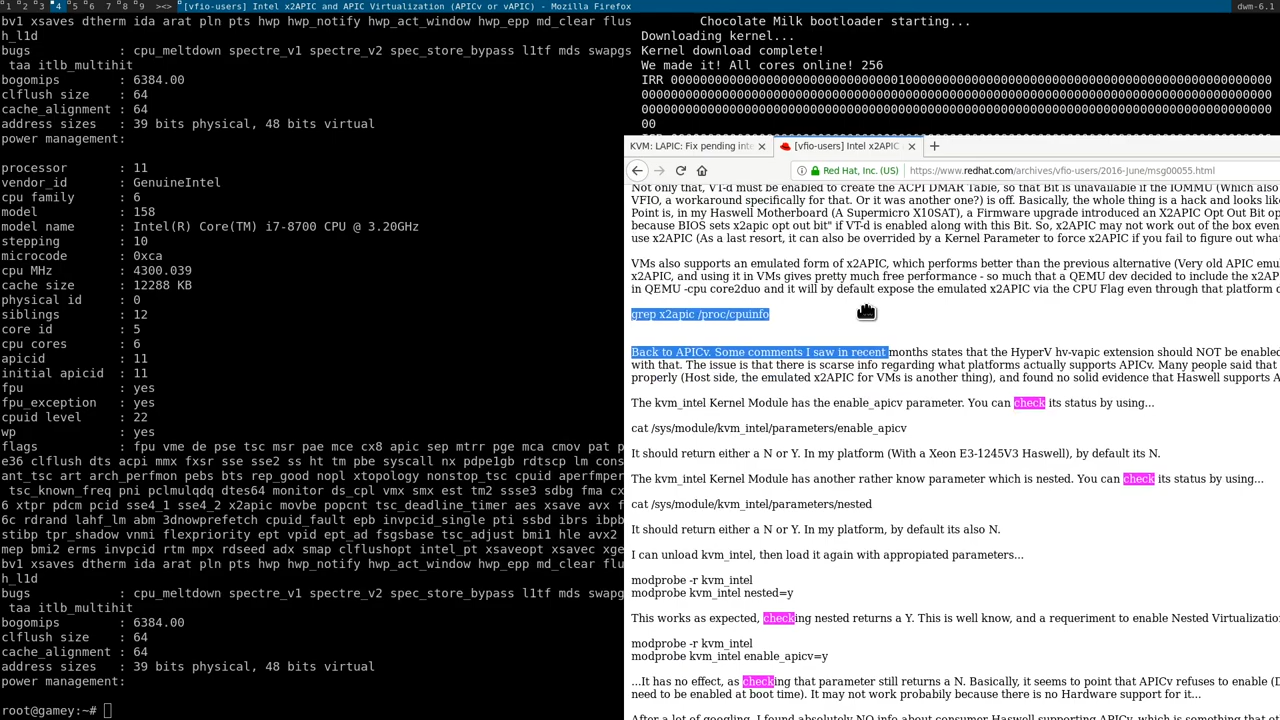 1 2 3 4 5 6 7 8 9 ><> [vfio-users] Intel x2APIC and APIC Virtualization (APICv or vAPIC) - Mozilla Firefox dwm-6.1
bv1 xsaves dtherm ida arat pln pts hwp hwp_notify hwp_act_window hwp_epp md_clear flus
h_l1d
bugs : cpu_meltdown spectre_v1 spectre_v2 spec_store_bypass l1tf mds swapgs
taa itlb_multihit
bogomips : 6384.00
clflush size : 64
cache_alignment : 64
address sizes : 39 bits physical, 48 bits virtual
power management:
processor : 11
vendor_id : GenuineIntel
cpu family : 6
model : 158
model name : Intel(R) Core(TM) i7-8700 CPU @ 3.20GHz
stepping : 10
microcode : 0xca
cpu MHz : 4300.039
cache size : 12288 KB
physical id : 0
siblings : 12
core id : 5
cpu cores : 6
apicid : 11
initial apicid : 11
fpu : yes
fpu_exception : yes
cpuid level : 22
wp : yes
flags : fpu vme de pse tsc msr pae mce cx8 apic sep mtrr pge mca cmov pat p
e36 clflush dts acpi mmx fxsr sse sse2 ss ht tm pbe syscall nx pdpe1gb rdtscp lm cons
ant_tsc art arch_perfmon pebs bts rep_good nopl xtopology nonstop_tsc cpuid aperfmper
tsc_known_freq pni pclmulqdq dtes64 monitor ds_cpl vmx smx est tm2 ssse3 sdbg fma cx
6 xtpr pdcm pcid sse4_1 sse4_2 x2apic movbe popcnt tsc_deadline_timer aes xsave avx f
6c rdrand lahf_lm abm 3dnowprefetch cpuid_fault epb invpcid_single pti ssbd ibrs ibpb
stibp tpr_shadow vnmi flexpriority ept vpid ept_ad fsgsbase tsc_adjust bmi1 hle avx2
mep bmi2 erms invpcid rtm mpx rdseed adx smap clflushopt intel_pt xsaveopt xsavec xge
bv1 xsaves dtherm ida arat pln pts hwp hwp_notify hwp_act_window hwp_epp md_clear flu
h_l1d
bugs : cpu_meltdown spectre_v1 spectre_v2 spec_store_bypass l1tf mds swapg
taa itlb_multihit
bogomips : 6384.00
clflush size : 64
cache_alignment : 64
address sizes : 39 bits physical, 48 bits virtual
power management:
root@gamey:~#
Chocolate Milk bootloader starting...
Downloading kernel...
Kernel download complete!
We made it! All cores online! 256
KVM: LAPIC: Fix pending inte
[vfio-users] Intel x2APIC
Red Hat, Inc. (US) https://www.redhat.com/archives/vfio-users/2016-June/msg00055.html
Not only that, VT-d must be enabled to create the ACPI DMAR Table, so that Bit is unavailable if the IOMMU (Which also
VFIO, a workaround specifically for that. Or it was another one?) is off. Basically, the whole thing is a hack and looks like
Point is, in my Haswell Motherboard (A Supermicro X10SAT), a Firmware upgrade introduced an X2APIC Opt Out Bit op
because BIOS sets x2apic opt out bit" if VT-d is enabled along with this Bit. So, x2APIC may not work out of the box even
use x2APIC (As a last resort, it can also be overrided by a Kernel Parameter to force x2APIC if you fail to figure out what
VMs also supports an emulated form of x2APIC, which performs better than the previous alternative (Very old APIC emu
x2APIC, and using it in VMs gives pretty much free performance - so much that a QEMU dev decided to include the x2AP
in QEMU -cpu core2duo and it will by default expose the emulated x2APIC via the CPU Flag even through that platform d
grep x2apic /proc/cpuinfo
Back to APICv. Some comments I saw in recent months states that the HyperV hv-vapic extension should NOT be enabled
with that. The issue is that there is scarse info regarding what platforms actually supports APICv. Many people said that
properly (Host side, the emulated x2APIC for VMs is another thing), and found no solid evidence that Haswell supports A
The kvm_intel Kernel Module has the enable_apicv parameter. You can check its status by using...
cat /sys/module/kvm_intel/parameters/enable_apicv
It should return either a N or Y. In my platform (With a Xeon E3-1245V3 Haswell), by default its N.
The kvm_intel Kernel Module has another rather know parameter which is nested. You can check its status by using...
cat /sys/module/kvm_intel/parameters/nested
It should return either a N or Y. In my platform, by default its also N.
I can unload kvm_intel, then load it again with appropiated parameters...
modprobe -r kvm_intel
modprobe kvm_intel nested=y
This works as expected, checking nested returns a Y. This is well know, and a requeriment to enable Nested Virtualizatio
modprobe -r kvm_intel
modprobe kvm_intel enable_apicv=y
...It has no effect, as checking that parameter still returns a N. Basically, it seems to point that APICv refuses to enable (D
need to be enabled at boot time). It may not work probabily because there is no Hardware support for it...
After a lot of googling, I found absolutely NO info about consumer Haswell supporting APICv, which is something that